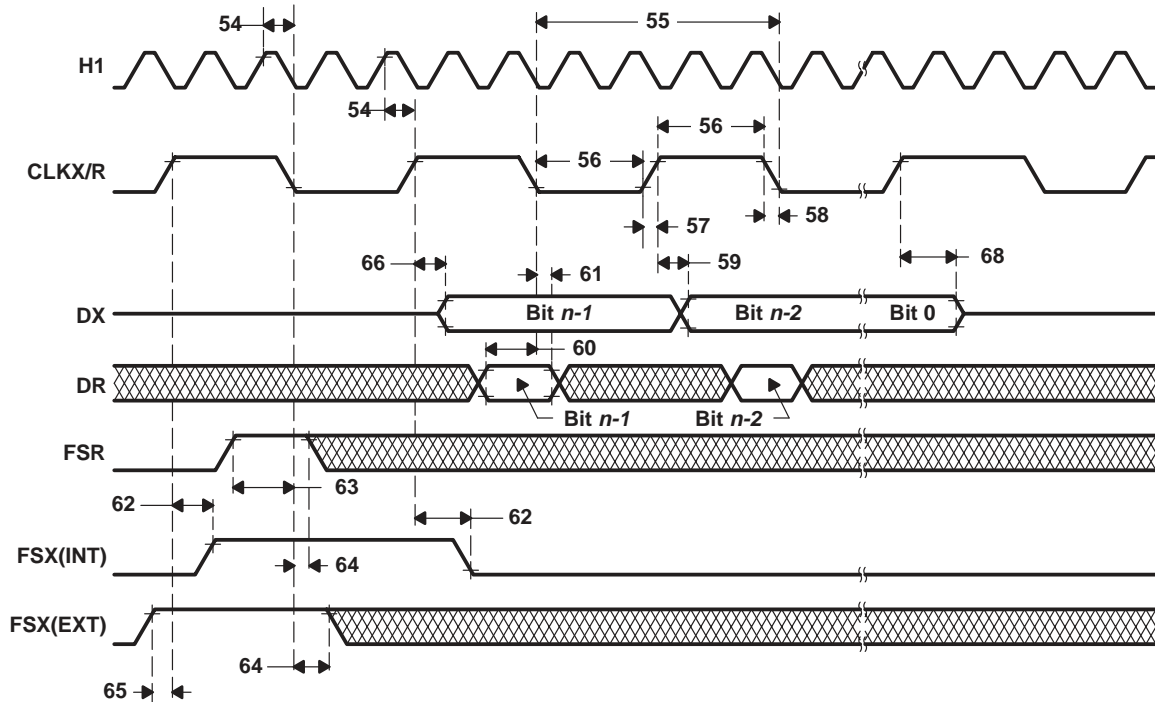 54
55
H1
54
56
56
CLKX/R
57
58
66
61
59
68
DX
Bit n-1
Bit n-2
Bit 0
60
DR
Bit n-1
Bit n-2
FSR
63
62
62
FSX(INT)
64
FSX(EXT)
64
65